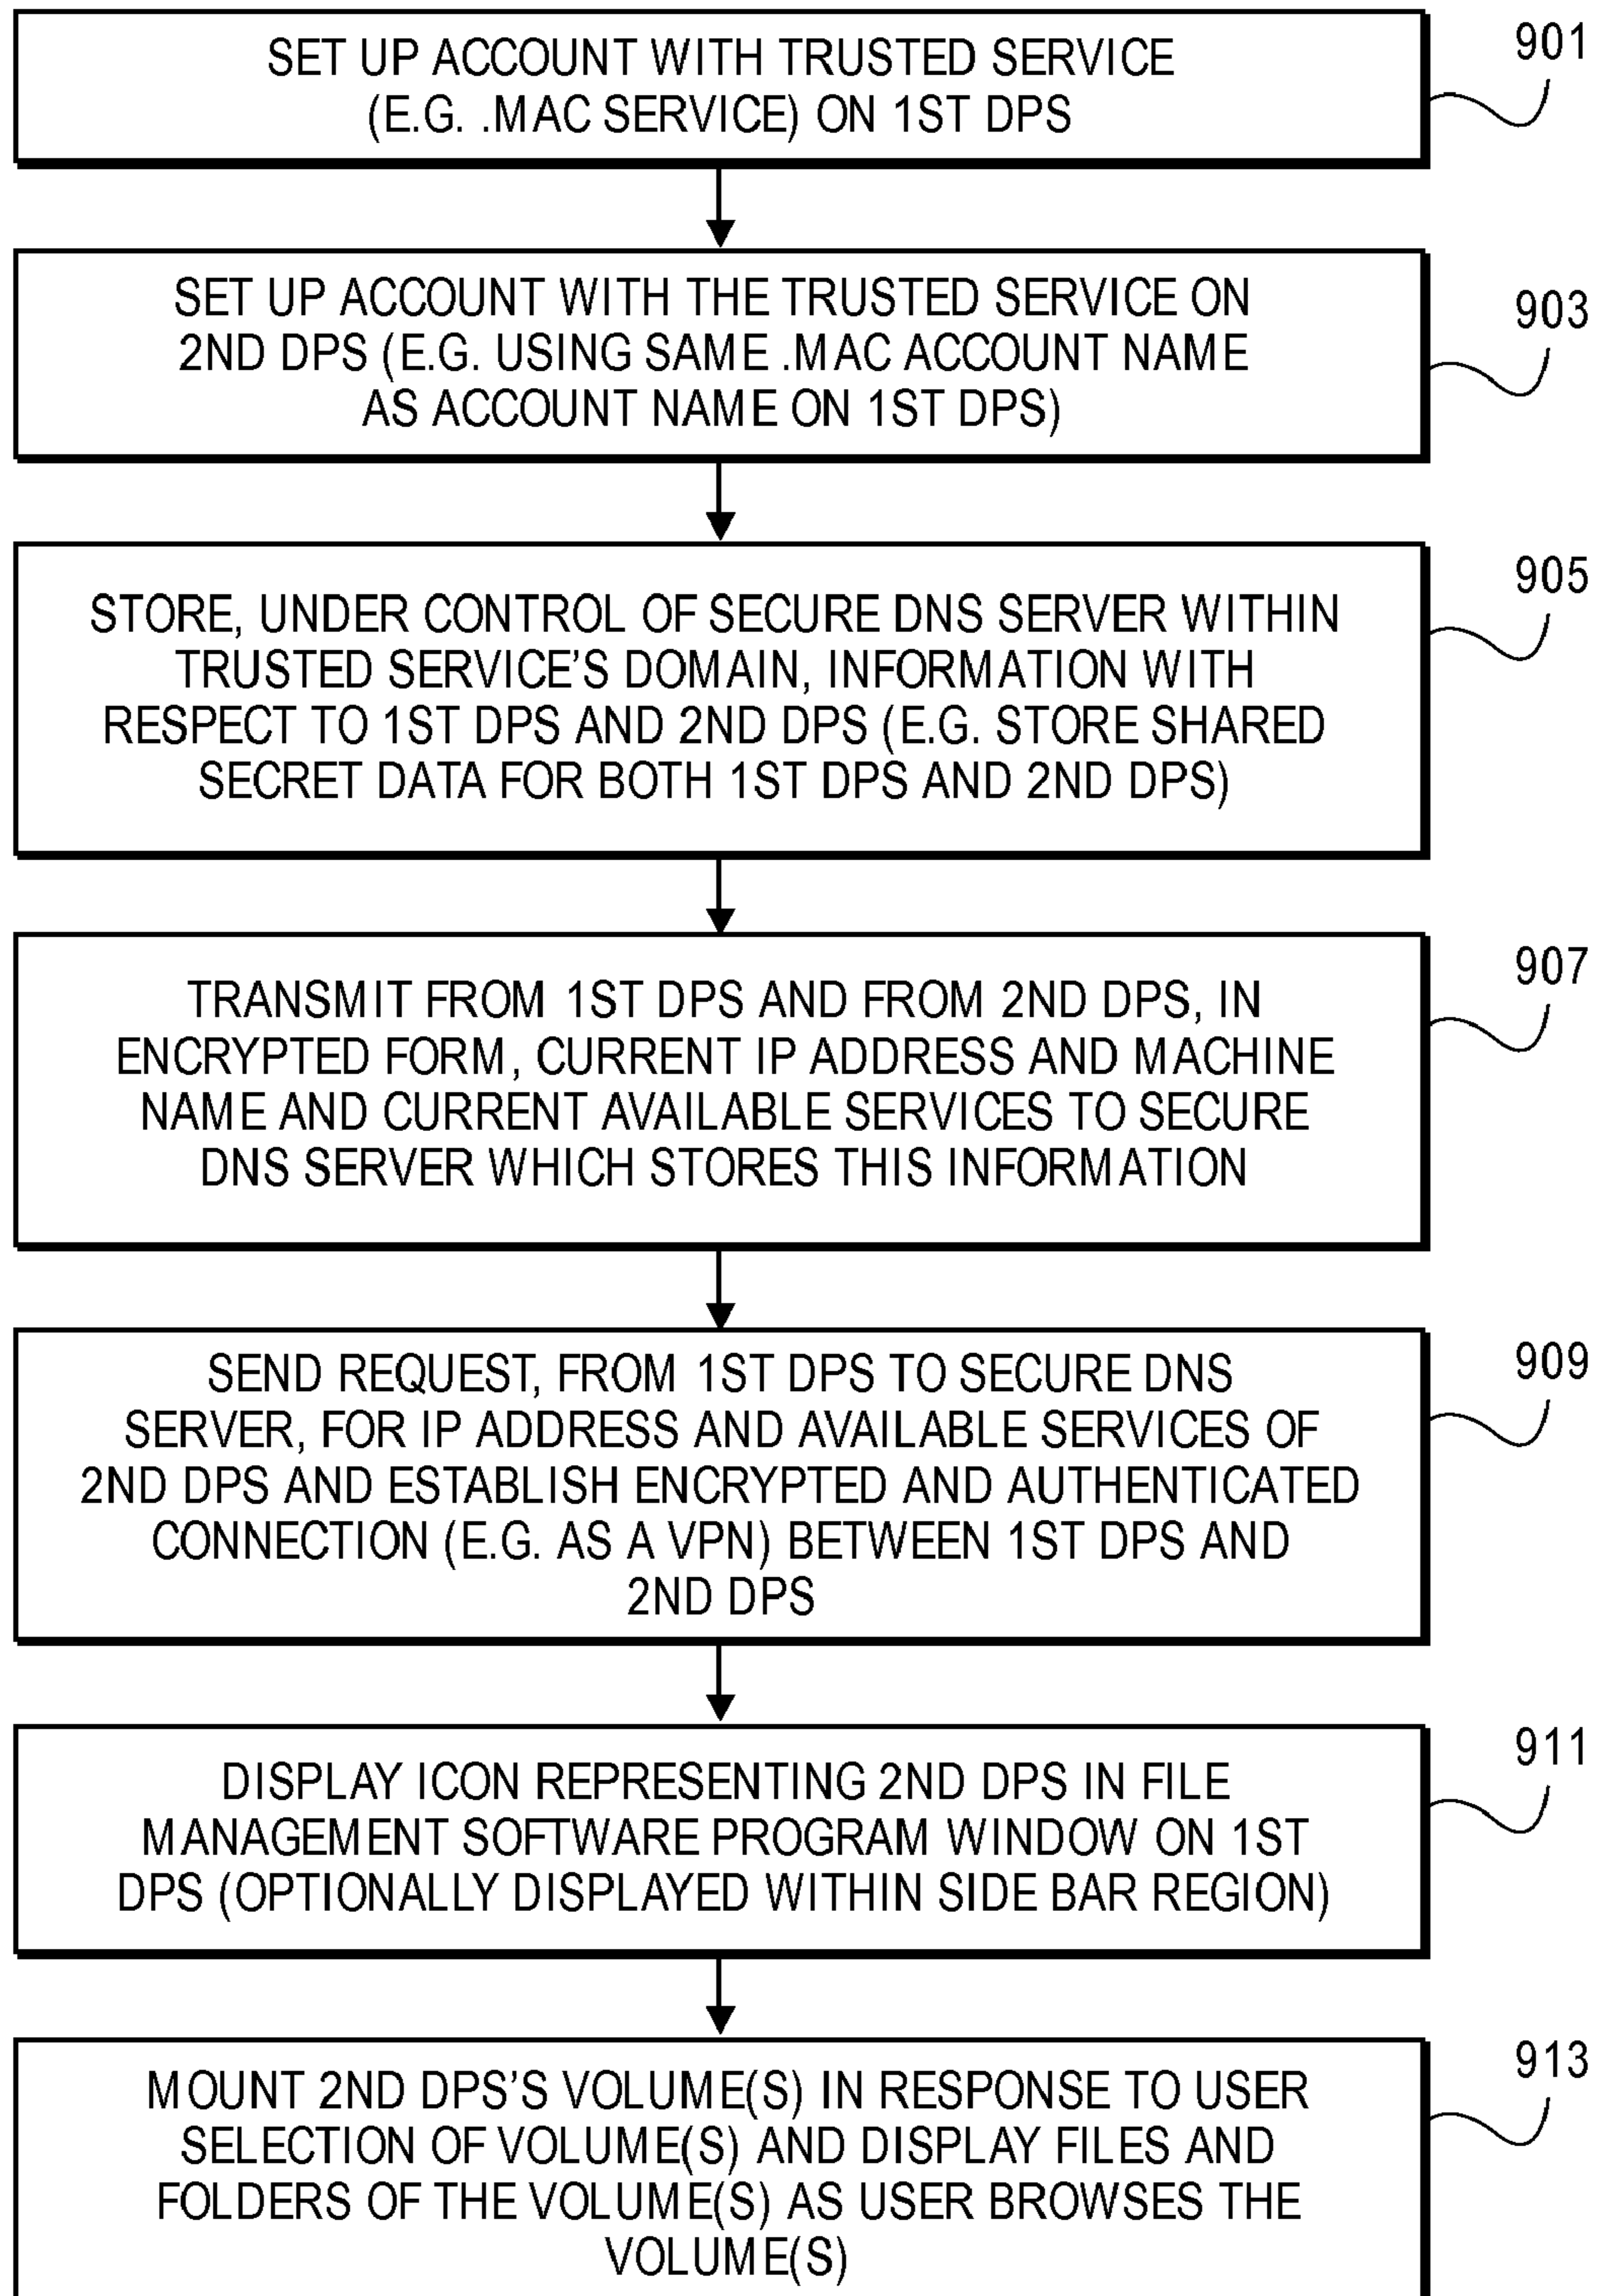 SET UP ACCOUNT WITH TRUSTED SERVICE
(E.G. .MAC SERVICE) ON 1ST DPS
901
SET UP ACCOUNT WITH THE TRUSTED SERVICE ON
2ND DPS (E.G. USING SAME .MAC ACCOUNT NAME
AS ACCOUNT NAME ON 1ST DPS)
903
STORE, UNDER CONTROL OF SECURE DNS SERVER WITHIN
TRUSTED SERVICE'S DOMAIN, INFORMATION WITH
RESPECT TO 1ST DPS AND 2ND DPS (E.G. STORE SHARED
SECRET DATA FOR BOTH 1ST DPS AND 2ND DPS)
905
TRANSMIT FROM 1ST DPS AND FROM 2ND DPS, IN
ENCRYPTED FORM, CURRENT IP ADDRESS AND MACHINE
NAME AND CURRENT AVAILABLE SERVICES TO SECURE
DNS SERVER WHICH STORES THIS INFORMATION
907
SEND REQUEST, FROM 1ST DPS TO SECURE DNS
SERVER, FOR IP ADDRESS AND AVAILABLE SERVICES OF
2ND DPS AND ESTABLISH ENCRYPTED AND AUTHENTICATED
CONNECTION (E.G. AS A VPN) BETWEEN 1ST DPS AND
2ND DPS
909
DISPLAY ICON REPRESENTING 2ND DPS IN FILE
MANAGEMENT SOFTWARE PROGRAM WINDOW ON 1ST
DPS (OPTIONALLY DISPLAYED WITHIN SIDE BAR REGION)
911
MOUNT 2ND DPS'S VOLUME(S) IN RESPONSE TO USER
SELECTION OF VOLUME(S) AND DISPLAY FILES AND
FOLDERS OF THE VOLUME(S) AS USER BROWSES THE
VOLUME(S)
913